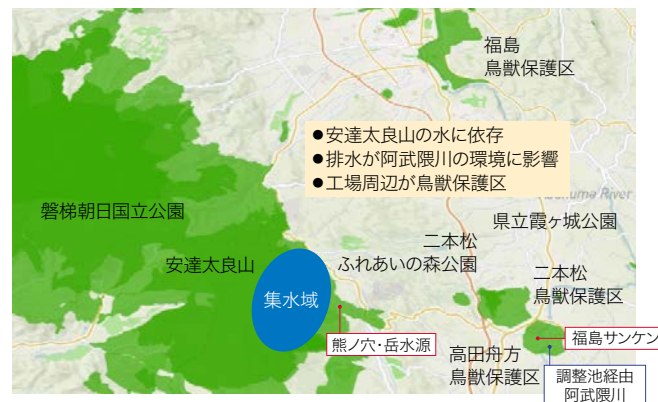 福島
鳥獣保護区
●安達太良山の水に依存
●排水が阿武隈川の環境に影響
●工場周辺が鳥獣保護区
River
磐梯朝日国立公園
県立霞ヶ城公園
二本松
ふれあいの森公園
安達太良山
二本松
鳥獣保護区
集水域
熊ノ穴・岳水源
福島サンケン
高田舟方
鳥獣保護区
調整池経由
阿武隈川